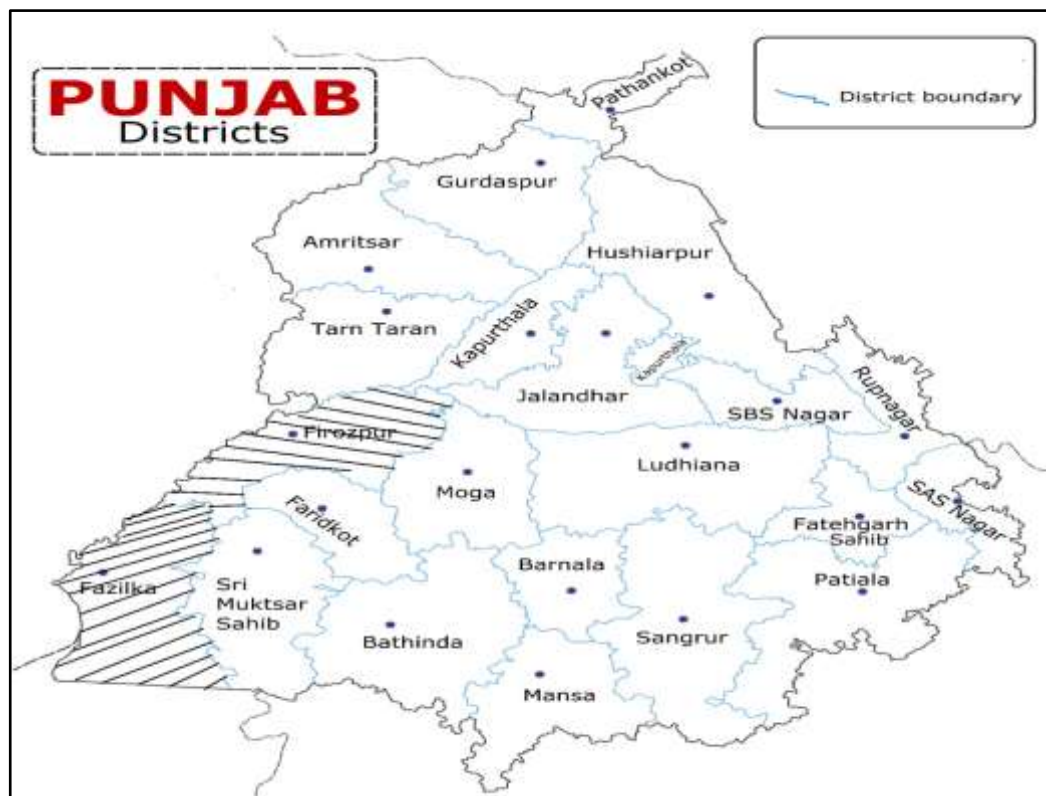 PUNJAB
Districts
District boundary
Pathankot
Gurdaspur
Amritsar
Hushiarpur
Tarn Taran
Kapurthala
Kapurthala
Jalandhar
Rupnagar
SBS Nagar
Firozpur
Ludhiana
Moga
SAS Nagar
Faridkot
Fatehgarh
Sahib
Barnala
Patiala
Fazilka
Sri
Muktsar
Sahib
Bathinda
Sangrur
Mansa